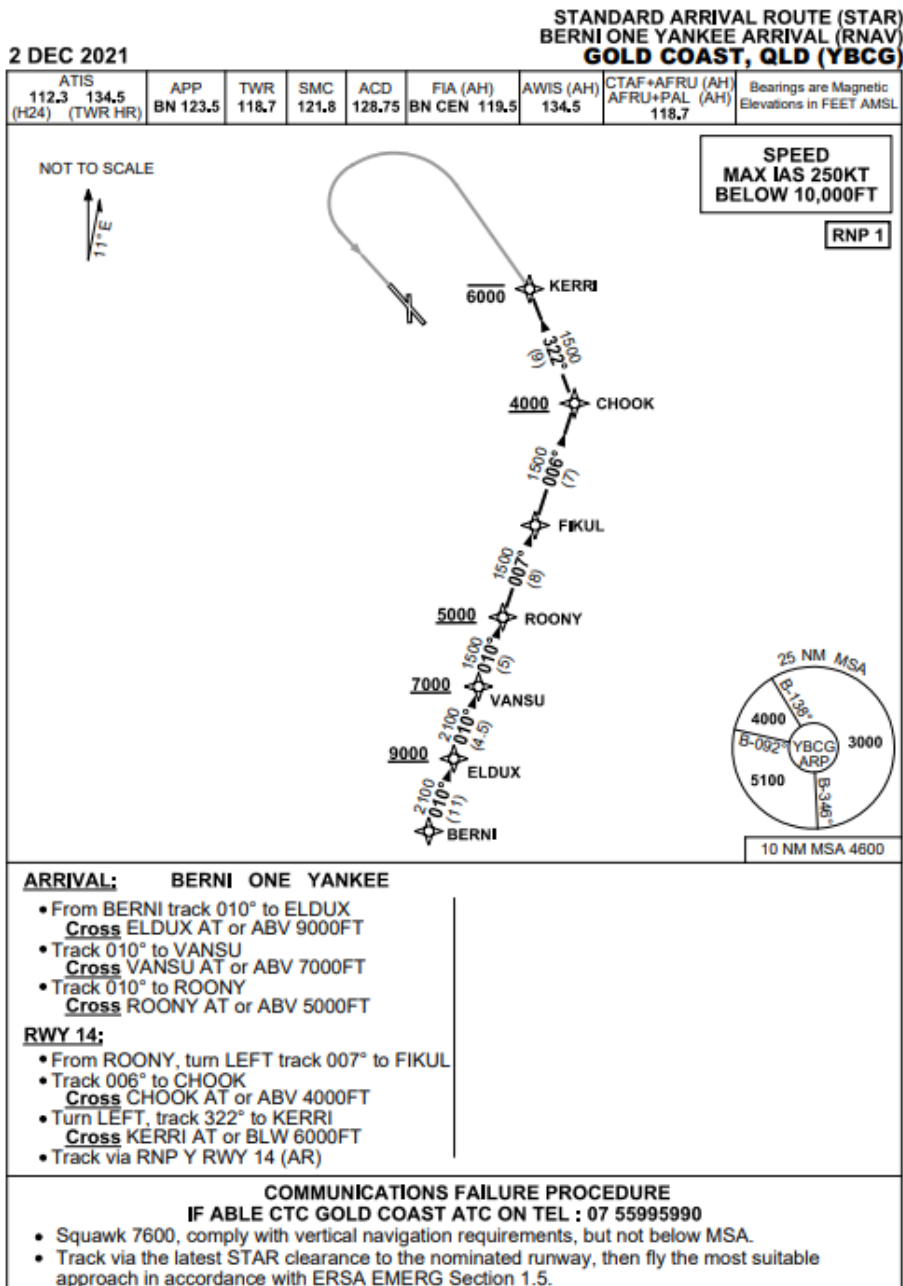 STANDARD ARRIVAL ROUTE (STAR)
BERNI ONE YANKEE ARRIVAL (RNAV)
2 DEC 2021 GOLD COAST, QLD (YBCG)
ATIS
112.3 134.5
(H24) (TWR HR)
APP
BN 123.5
TWR
118.7
SMC
121.8
ACD
128.75
FIA (AH)
BN CEN 119.5
AWIS (AH)
134.5
CTAF+AFRU (AH)
AFRU+PAL (AH)
118.7
Bearings are Magnetic
Elevations in FEET AMSL
NOT TO SCALE
11° E
SPEED
MAX IAS 250KT
BELOW 10,000FT
RNP 1
6000 KERRI
1500
322°
(9)
4000 CHOOK
1500
006°
(7)
FIKUL
1500
007°
(8)
5000 ROONY
1500
010°
(5)
7000 VANSU
2100
010°
(4.5)
9000 ELDUX
2100
010°
(11)
BERNI
25 NM MSA
B-138°
4000
B-092°
YBCG
ARP
3000
5100
B-346°
10 NM MSA 4600
ARRIVAL: BERNI ONE YANKEE
• From BERNI track 010° to ELDUX
Cross ELDUX AT or ABV 9000FT
• Track 010° to VANSU
Cross VANSU AT or ABV 7000FT
• Track 010° to ROONY
Cross ROONY AT or ABV 5000FT
RWY 14:
• From ROONY, turn LEFT track 007° to FIKUL
• Track 006° to CHOOK
Cross CHOOK AT or ABV 4000FT
• Turn LEFT, track 322° to KERRI
Cross KERRI AT or BLW 6000FT
• Track via RNP Y RWY 14 (AR)
COMMUNICATIONS FAILURE PROCEDURE
IF ABLE CTC GOLD COAST ATC ON TEL : 07 55995990
• Squawk 7600, comply with vertical navigation requirements, but not below MSA.
• Track via the latest STAR clearance to the nominated runway, then fly the most suitable
approach in accordance with ERSA EMERG Section 1.5.